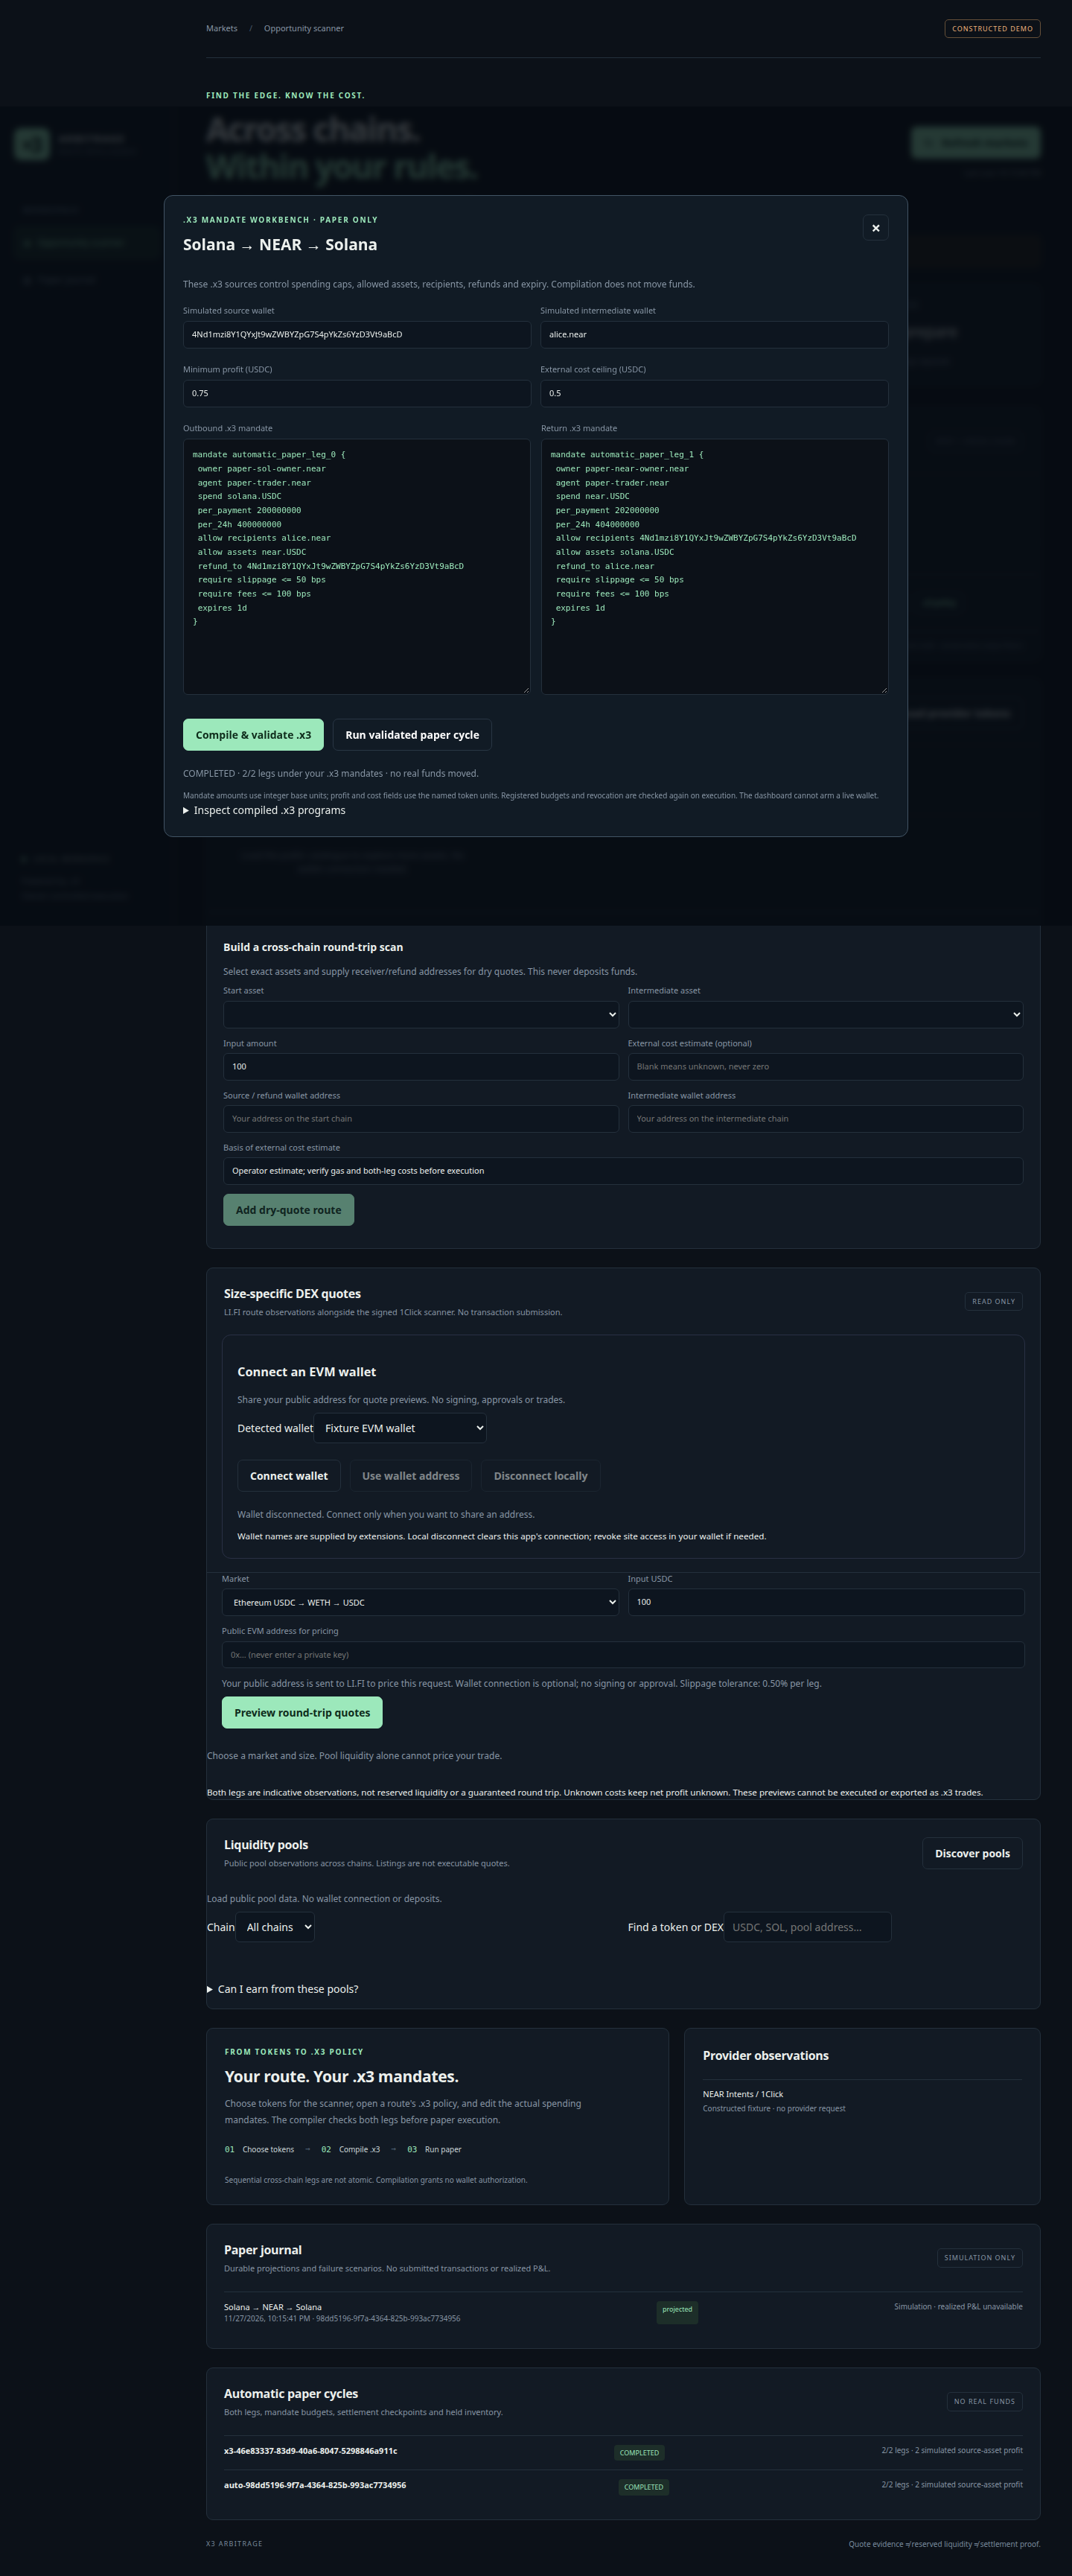 Markets / Opportunity scanner
CONSTRUCTED DEMO
FIND THE EDGE. KNOW THE COST.
Across chains.
Within your rules.
.X3 MANDATE WORKBENCH · PAPER ONLY
×
Solana → NEAR → Solana
These .x3 sources control spending caps, allowed assets, recipients, refunds and expiry. Compilation does not move funds.
Simulated source wallet
4Nd1mzi8Y1QYxJt9wZWBYZpG7S4pYkZs6YzD3Vt9aBcD
Simulated intermediate wallet
alice.near
Minimum profit (USDC)
0.75
External cost ceiling (USDC)
0.5
Outbound .x3 mandate
mandate automatic_paper_leg_0 {
owner paper-sol-owner.near
agent paper-trader.near
spend solana.USDC
per_payment 200000000
per_24h 400000000
allow recipients alice.near
allow assets near.USDC
refund_to 4Nd1mzi8Y1QYxJt9wZWBYZpG7S4pYkZs6YzD3Vt9aBcD
require slippage <= 50 bps
require fees <= 100 bps
expires 1d
}
Return .x3 mandate
mandate automatic_paper_leg_1 {
owner paper-near-owner.near
agent paper-trader.near
spend near.USDC
per_payment 202000000
per_24h 404000000
allow recipients 4Nd1mzi8Y1QYxJt9wZWBYZpG7S4pYkZs6YzD3Vt9aBcD
allow assets solana.USDC
refund_to alice.near
require slippage <= 50 bps
require fees <= 100 bps
expires 1d
}
Compile & validate .x3
Run validated paper cycle
COMPLETED · 2/2 legs under your .x3 mandates · no real funds moved.
Mandate amounts use integer base units; profit and cost fields use the named token units. Registered budgets and revocation are checked again on execution. The dashboard cannot arm a live wallet.
▶ Inspect compiled .x3 programs
Build a cross-chain round-trip scan
Select exact assets and supply receiver/refund addresses for dry quotes. This never deposits funds.
Start asset
Intermediate asset
Input amount
100
External cost estimate (optional)
Blank means unknown, never zero
Source / refund wallet address
Your address on the start chain
Intermediate wallet address
Your address on the intermediate chain
Basis of external cost estimate
Operator estimate; verify gas and both-leg costs before execution
Add dry-quote route
Size-specific DEX quotes
LI.FI route observations alongside the signed 1Click scanner. No transaction submission.
READ ONLY
Connect an EVM wallet
Share your public address for quote previews. No signing, approvals or trades.
Detected wallet Fixture EVM wallet
Connect wallet
Use wallet address
Disconnect locally
Wallet disconnected. Connect only when you want to share an address.
Wallet names are supplied by extensions. Local disconnect clears this app's connection; revoke site access in your wallet if needed.
Market
Ethereum USDC → WETH → USDC
Input USDC
100
Public EVM address for pricing
0x… (never enter a private key)
Your public address is sent to LI.FI to price this request. Wallet connection is optional; no signing or approval. Slippage tolerance: 0.50% per leg.
Preview round-trip quotes
Choose a market and size. Pool liquidity alone cannot price your trade.
Both legs are indicative observations, not reserved liquidity or a guaranteed round trip. Unknown costs keep net profit unknown. These previews cannot be executed or exported as .x3 trades.
Liquidity pools
Public pool observations across chains. Listings are not executable quotes.
Discover pools
Load public pool data. No wallet connection or deposits.
Chain All chains
Find a token or DEX USDC, SOL, pool address…
▶ Can I earn from these pools?
FROM TOKENS TO .X3 POLICY
Your route. Your .x3 mandates.
Choose tokens for the scanner, open a route's .x3 policy, and edit the actual spending
mandates. The compiler checks both legs before paper execution.
01 Choose tokens → 02 Compile .x3 → 03 Run paper
Sequential cross-chain legs are not atomic. Compilation grants no wallet authorization.
Provider observations
NEAR Intents / 1Click
Constructed fixture · no provider request
Paper journal
Durable projections and failure scenarios. No submitted transactions or realized P&L.
SIMULATION ONLY
Solana → NEAR → Solana
11/27/2026, 10:15:41 PM · 98dd5196-9f7a-4364-825b-993ac7734956
projected
Simulation · realized P&L unavailable
Automatic paper cycles
Both legs, mandate budgets, settlement checkpoints and held inventory.
NO REAL FUNDS
x3-46e83337-83d9-40a6-8047-5298846a911c
COMPLETED
2/2 legs · 2 simulated source-asset profit
auto-98dd5196-9f7a-4364-825b-993ac7734956
COMPLETED
2/2 legs · 2 simulated source-asset profit
X3 ARBITRAGE
Quote evidence ≠ reserved liquidity ≠ settlement proof.